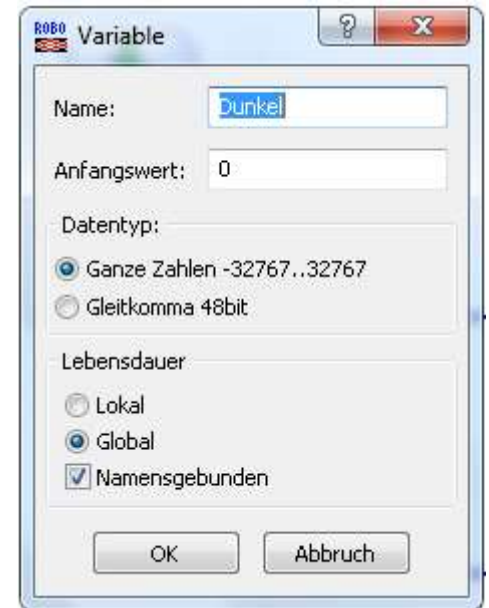 ROBO
Variable
Name: Dunkel
Anfangswert: 0
Datentyp:
Ganze Zahlen -32767..32767
Gleitkomma 48bit
Lebensdauer
Lokal
Global
Namensgebunden
OK Abbruch